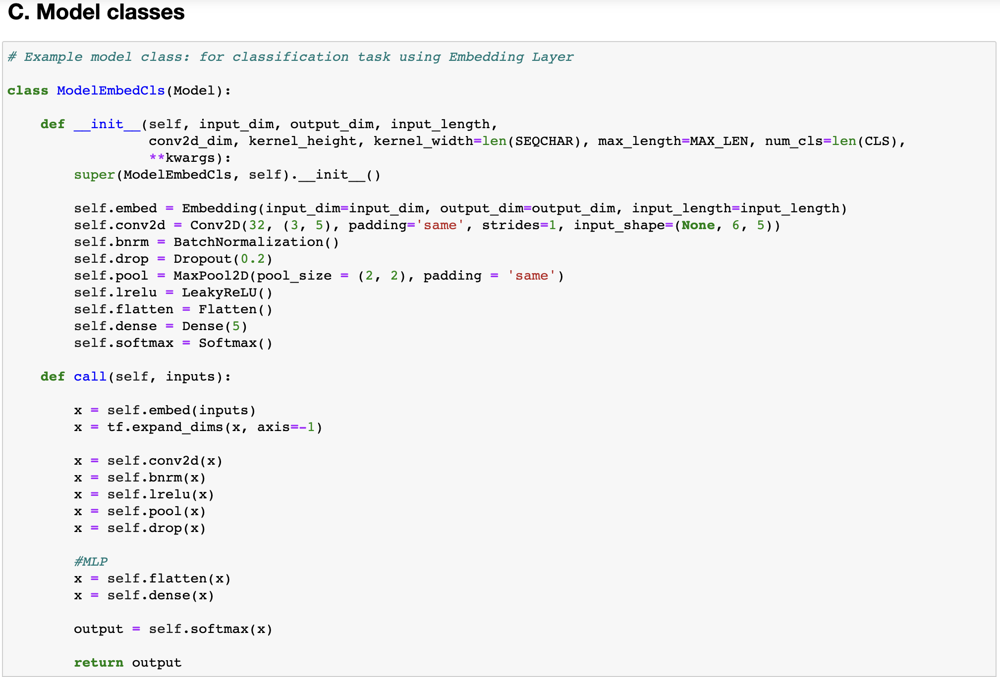 C. Model classes
# Example model class: for classification task using Embedding Layer
class ModelEmbedCls(Model):
    def __init__(self, input_dim, output_dim, input_length,
                 conv2d_dim, kernel_height, kernel_width=len(SEQCHAR), max_length=MAX_LEN, num_cls=len(CLS),
                 **kwargs):
        super(ModelEmbedCls, self).__init__()
        self.embed = Embedding(input_dim=input_dim, output_dim=output_dim, input_length=input_length)
        self.conv2d = Conv2D(32, (3, 5), padding='same', strides=1, input_shape=(None, 6, 5))
        self.bnrm = BatchNormalization()
        self.drop = Dropout(0.2)
        self.pool = MaxPool2D(pool_size = (2, 2), padding = 'same')
        self.lrelu = LeakyReLU()
        self.flatten = Flatten()
        self.dense = Dense(5)
        self.softmax = Softmax()
    def call(self, inputs):
        x = self.embed(inputs)
        x = tf.expand_dims(x, axis=-1)
        x = self.conv2d(x)
        x = self.bnrm(x)
        x = self.lrelu(x)
        x = self.pool(x)
        x = self.drop(x)
        #MLP
        x = self.flatten(x)
        x = self.dense(x)
        output = self.softmax(x)
        return output